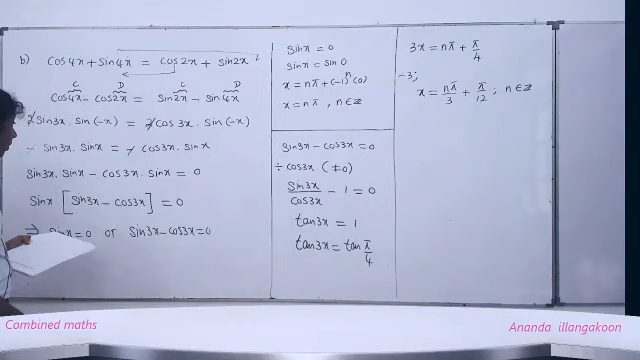 b) cos4x + sin4x = cos2x + sin2x
C D C D
cos4x - cos2x = sin2x - sin4x
2sin3x . sin(-x) = 2cos3x . sin(-x)
- sin3x . sinx = - cos3x . sinx
sin3x . sinx - cos3x . sinx = 0
sinx [sin3x - cos3x] = 0
⇒ sinx = 0 or sin3x - cos3x = 0
sinx = 0
sinx = sin0
x = nπ + (-1)^n (0)
x = nπ , n∈ℤ
sin3x - cos3x = 0
÷ cos3x (≠0)
sin3x/cos3x - 1 = 0
tan3x = 1
tan3x = tan π/4
3x = nπ + π/4
÷3;
x = nπ/3 + π/12 ; n∈ℤ
Combined maths
Ananda illangakoon